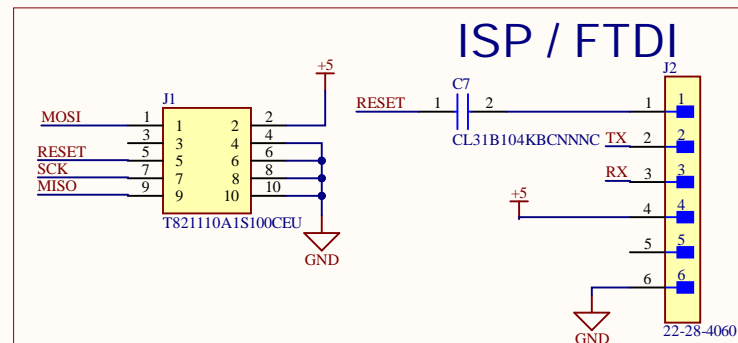 ISP / FTDI
J1
MOSI 1 1 2 2 +5
3 3 4 4
RESET 5 5 6 6
SCK 7 7 8 8
MISO 9 9 10 10
T821110A1S100CEU
GND
J2
C7
RESET 1 2 1 1
CL31B104KBCNNNC
TX 2 2
RX 3 3
+5 4 4
5 5
6 6
GND
22-28-4060